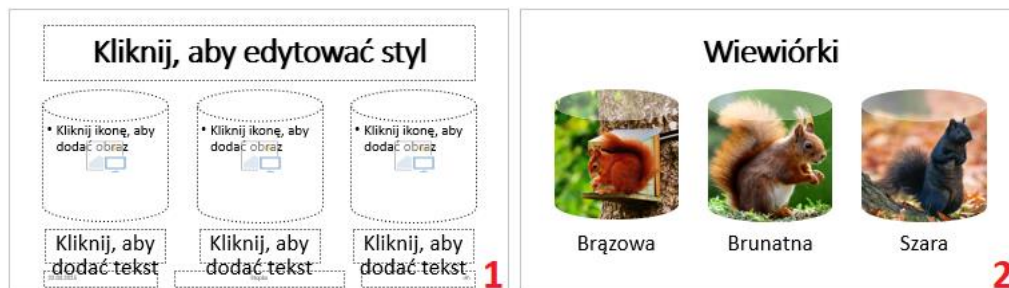 Kliknij, aby edytować styl
• Kliknij ikonę, aby
dodać obraz
• Kliknij ikonę, aby
dodać obraz
• Kliknij ikonę, aby
dodać obraz
Kliknij, aby
dodać tekst
Kliknij, aby
dodać tekst
Kliknij, aby
dodać tekst
1
Wiewiórki
Brązowa
Brunatna
Szara
2